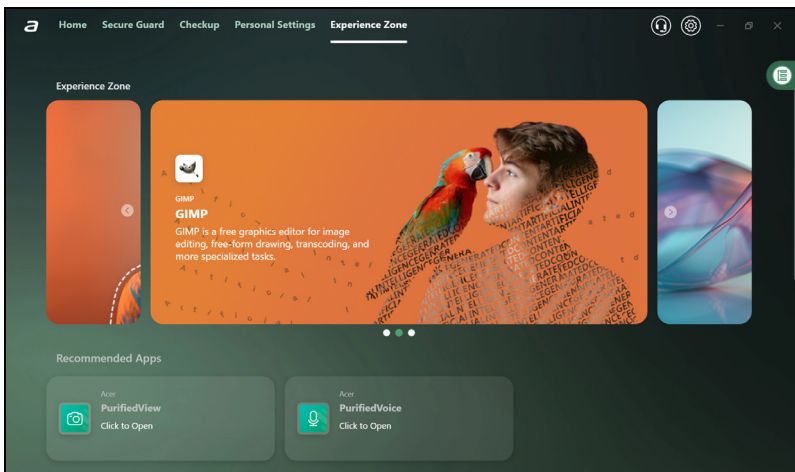 a
Home Secure Guard Checkup Personal Settings Experience Zone
Experience Zone
GIMP
GIMP
GIMP is a free graphics editor for image
editing, free-form drawing, transcoding, and
more specialized tasks.
Recommended Apps
Acer
PurifiedView
Click to Open
Acer
PurifiedVoice
Click to Open